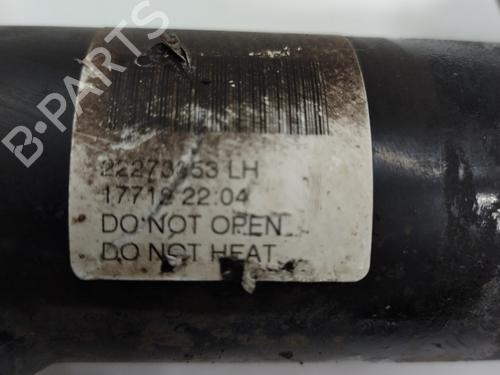 B-PARTS
LH
22:04
DO NOT OPEN
DO NOT HEAT